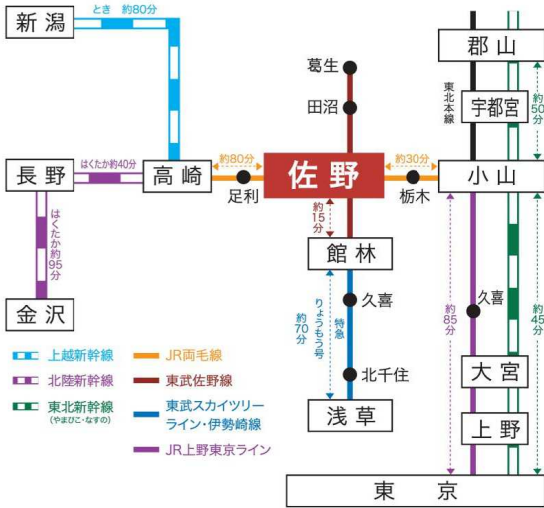 新潟
とき 約80分
郡山
葛生
田沼
東北本線
宇都宮
約50分
長野
はくたか約40分
高崎
約80分
足利
佐野
約30分
栃木
小山
はくたか約95分
約15分
館林
金沢
久喜
約70分
りょうもう号
特急
北千住
浅草
約85分
久喜
約45分
大宮
上野
東京
上越新幹線
北陸新幹線
東北新幹線
(やまびこ・なすの)
JR両毛線
東武佐野線
東武スカイツリー
ライン・伊勢崎線
JR上野東京ライン